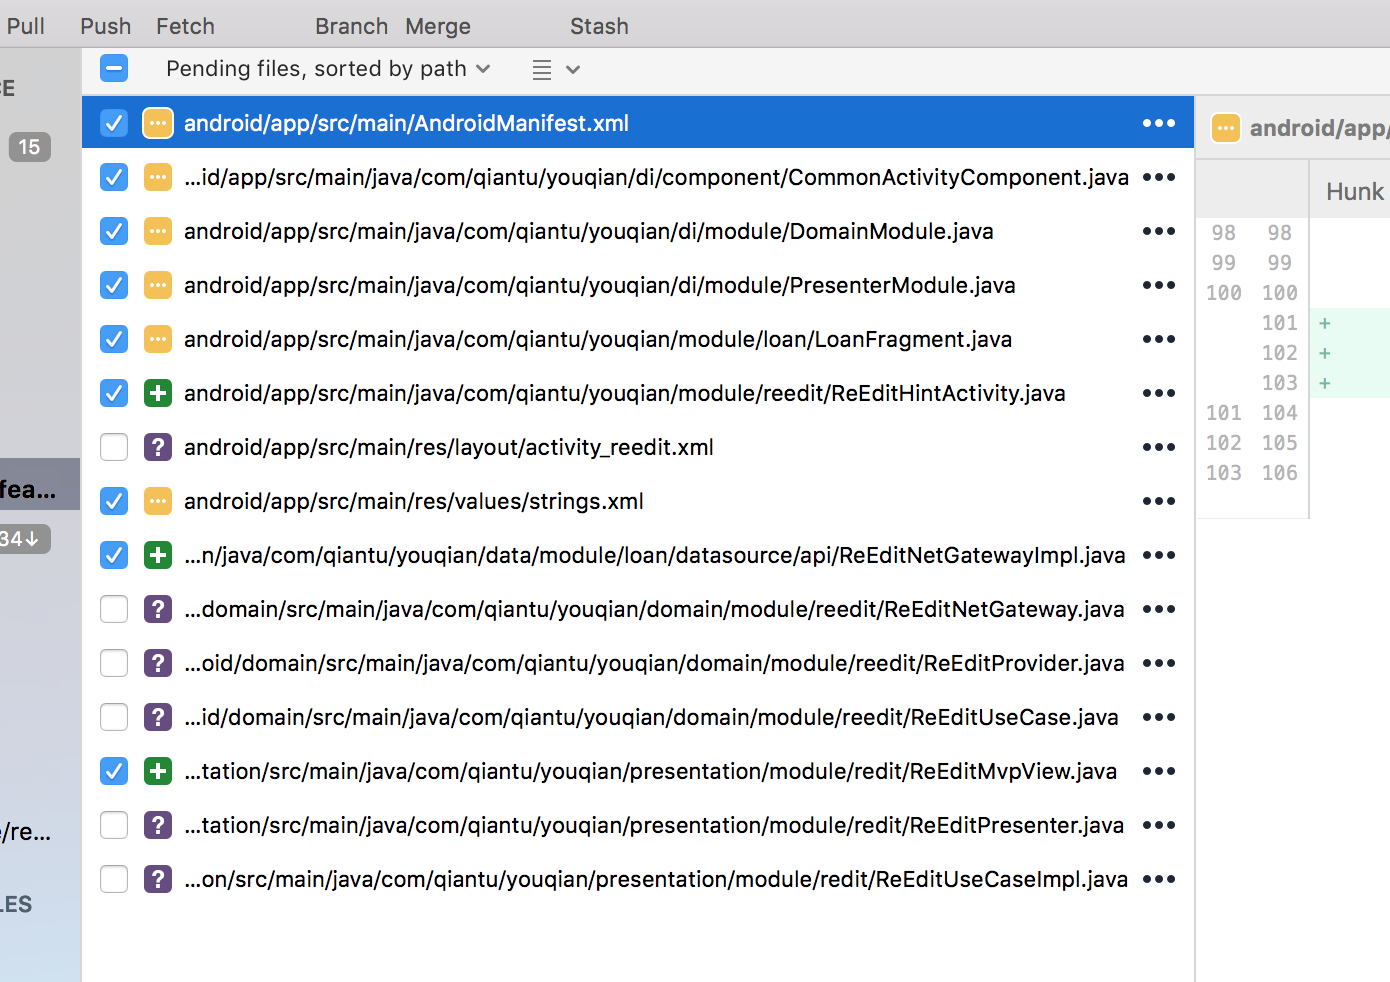 Pull Push Fetch Branch Merge Stash
CE
Pending files, sorted by path
15
android/app/src/main/AndroidManifest.xml
...id/app/src/main/java/com/qiantu/youqian/di/component/CommonActivityComponent.java
android/app/src/main/java/com/qiantu/youqian/di/module/DomainModule.java
android/app/src/main/java/com/qiantu/youqian/di/module/PresenterModule.java
android/app/src/main/java/com/qiantu/youqian/module/loan/LoanFragment.java
android/app/src/main/java/com/qiantu/youqian/module/reedit/ReEditHintActivity.java
android/app/src/main/res/layout/activity_reedit.xml
android/app/src/main/res/values/strings.xml
...n/java/com/qiantu/youqian/data/module/loan/datasource/api/ReEditNetGatewayImpl.java
...domain/src/main/java/com/qiantu/youqian/domain/module/reedit/ReEditNetGateway.java
...oid/domain/src/main/java/com/qiantu/youqian/domain/module/reedit/ReEditProvider.java
...id/domain/src/main/java/com/qiantu/youqian/domain/module/reedit/ReEditUseCase.java
...tation/src/main/java/com/qiantu/youqian/presentation/module/redit/ReEditMvpView.java
...tation/src/main/java/com/qiantu/youqian/presentation/module/redit/ReEditPresenter.java
...on/src/main/java/com/qiantu/youqian/presentation/module/redit/ReEditUseCaseImpl.java
fea...
34↓
/re...
LES
android/app/
Hunk
98 98
99 99
100 100
101 +
102 +
103 +
101 104
102 105
103 106